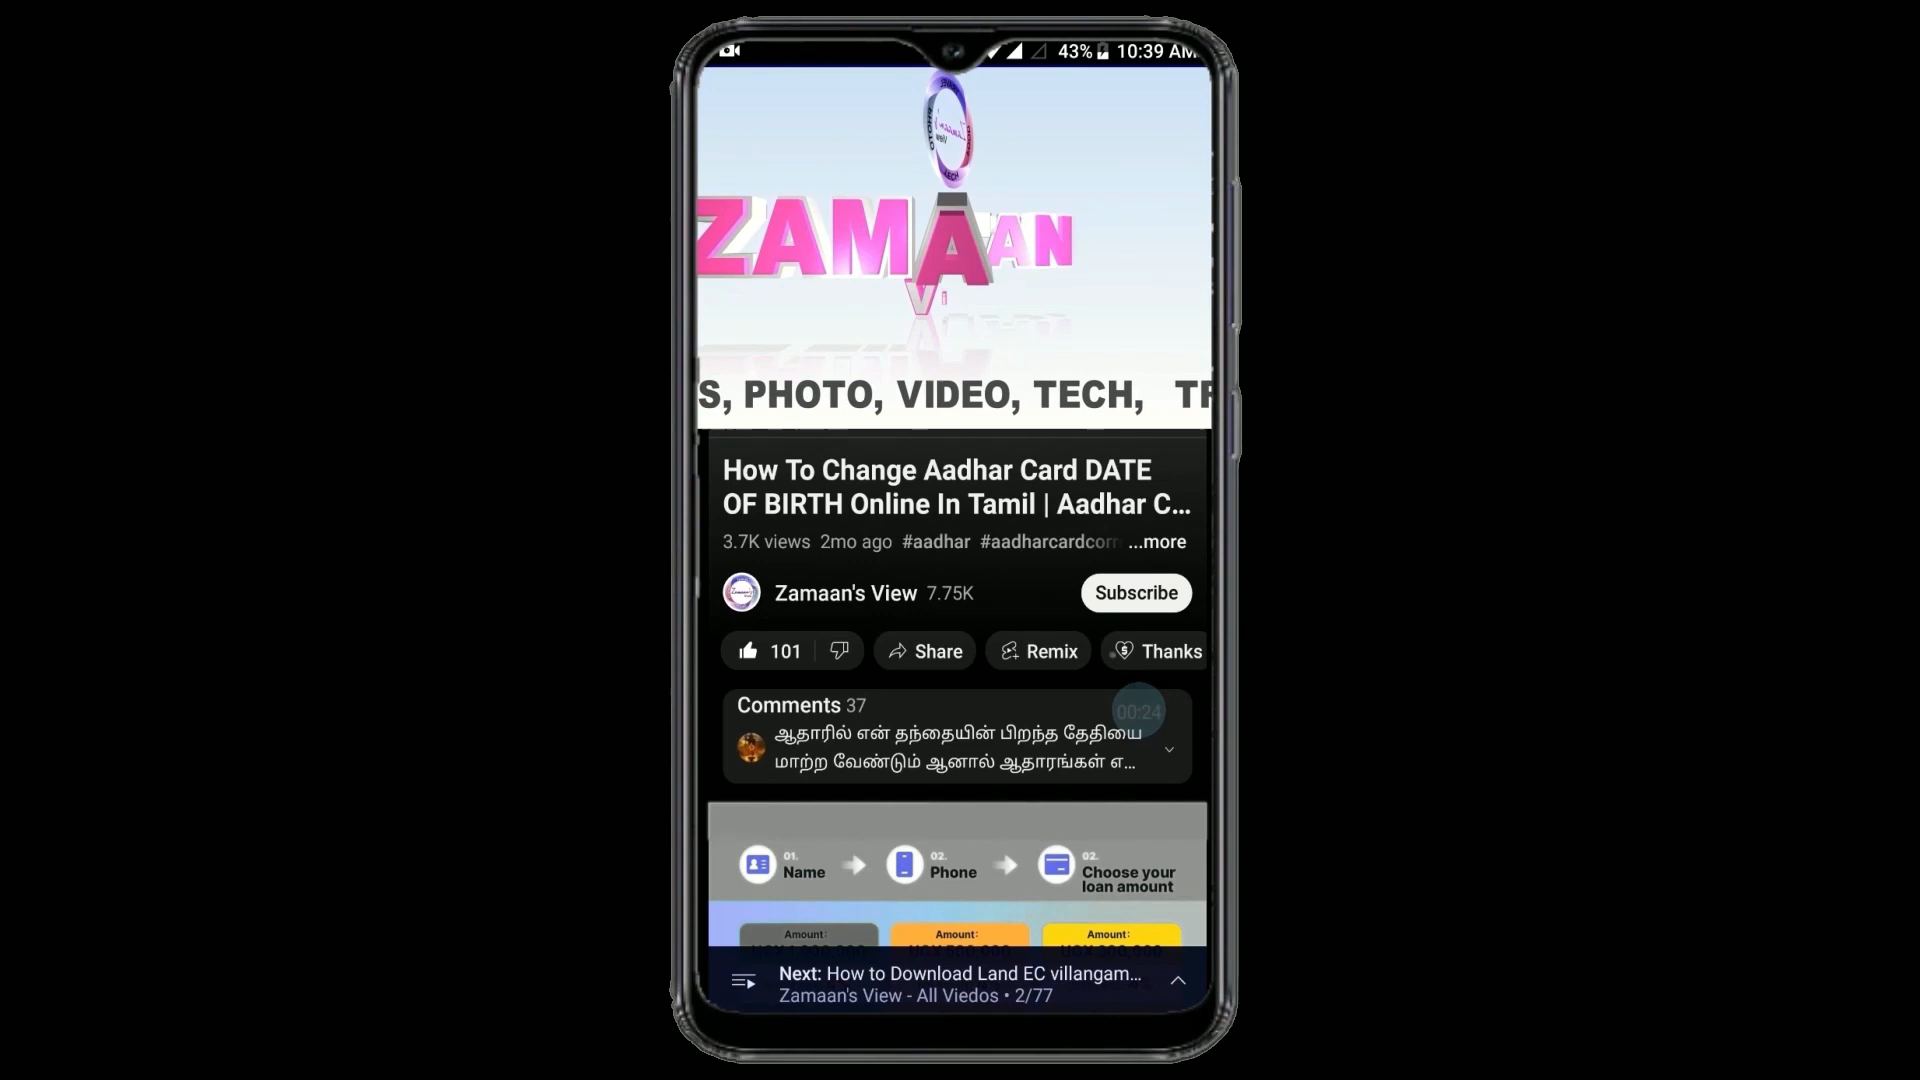 43% 10:39 AM
ZAMAAN
Vi
S, PHOTO, VIDEO, TECH, TR
How To Change Aadhar Card DATE
OF BIRTH Online In Tamil | Aadhar C...
3.7K views 2mo ago #aadhar #aadharcardcorr ...more
Zamaan's View 7.75K Subscribe
101 Share Remix Thanks
Comments 37
00:24
ஆதாரில் என் தந்தையின் பிறந்த தேதியை
மாற்ற வேண்டும் ஆனால் ஆதாரங்கள் எ...
01. Name
02. Phone
02. Choose your
loan amount
Amount: Amount: Amount:
Next: How to Download Land EC villangam...
Zamaan's View - All Viedos • 2/77